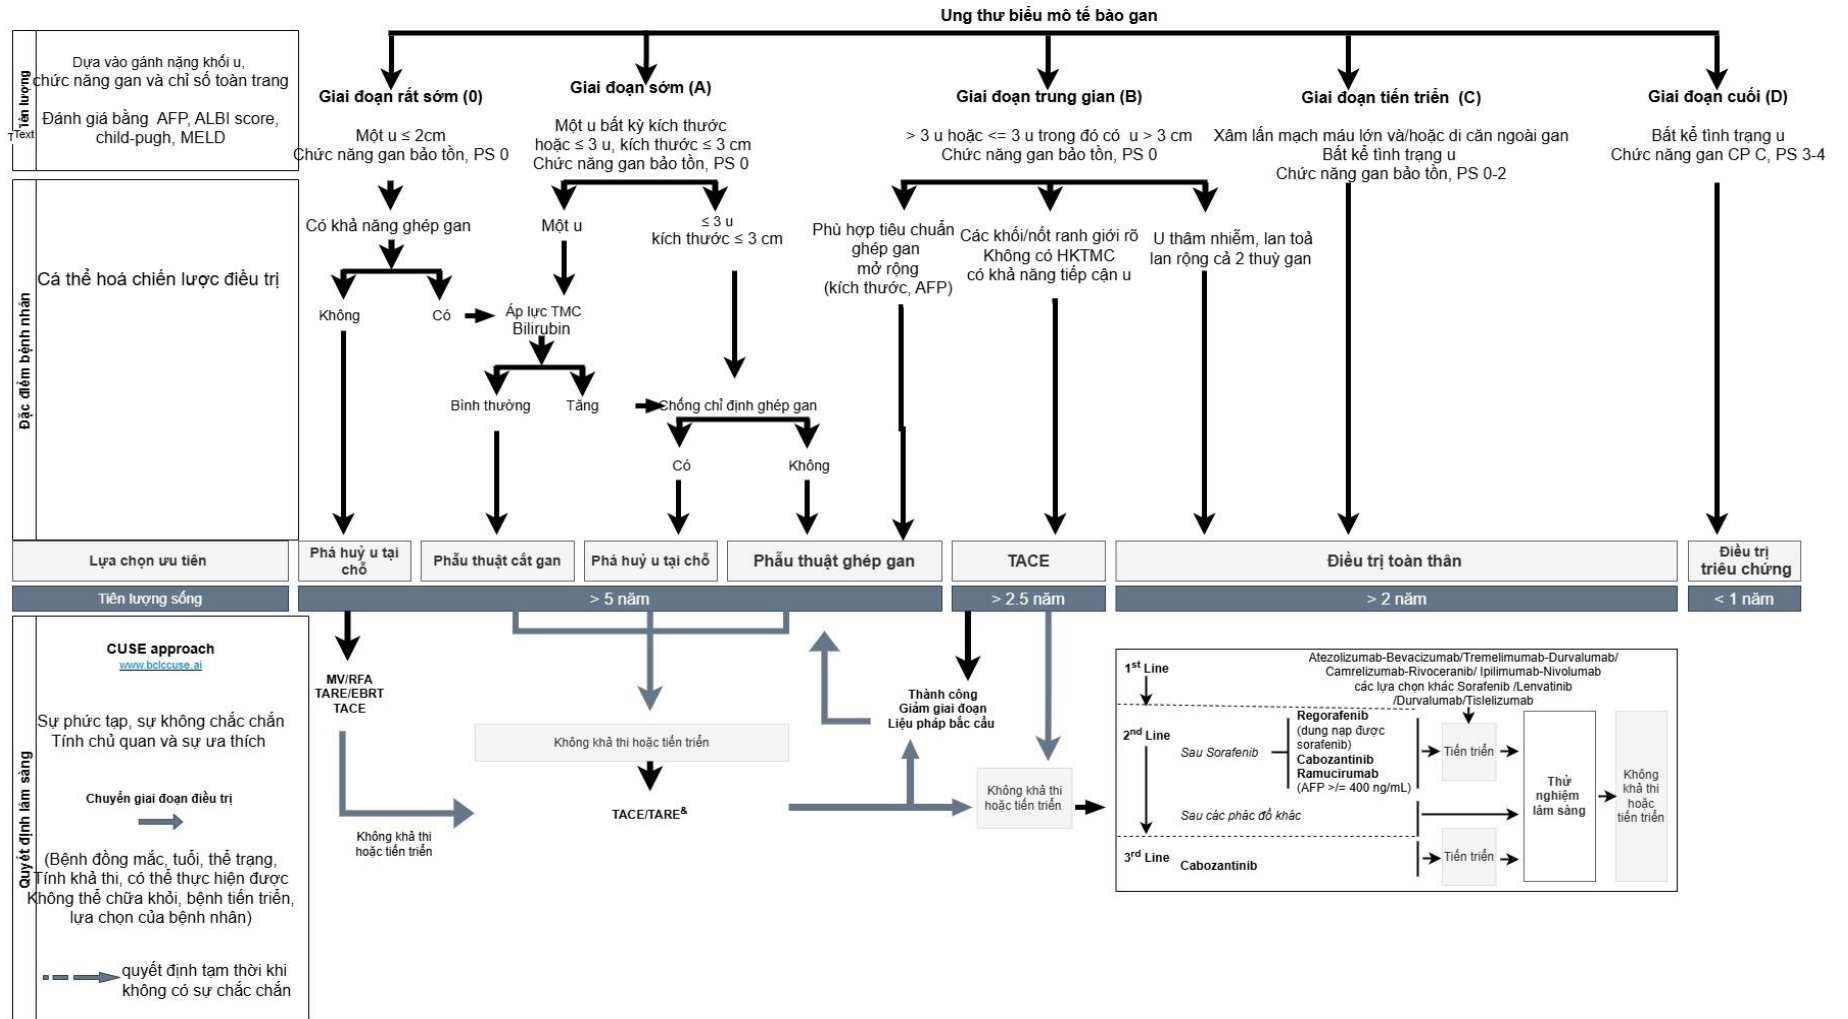 Ung thư biểu mô tế bào gan
Tiên lượng
TText
Dựa vào gánh nặng khối u,
chức năng gan và chỉ số toàn trang
Đánh giá bằng AFP, ALBI score,
child-pugh, MELD
Giai đoạn rất sớm (0)
Một u ≤ 2cm
Chức năng gan bảo tồn, PS 0
Giai đoạn sớm (A)
Một u bất kỳ kích thước
hoặc ≤ 3 u, kích thước ≤ 3 cm
Chức năng gan bảo tồn, PS 0
Giai đoạn trung gian (B)
> 3 u hoặc <= 3 u trong đó có u > 3 cm
Chức năng gan bảo tồn, PS 0
Giai đoạn tiến triển (C)
Xâm lấn mạch máu lớn và/hoặc di căn ngoài gan
Bất kể tình trạng u
Chức năng gan bảo tồn, PS 0-2
Giai đoạn cuối (D)
Bất kể tình trạng u
Chức năng gan CP C, PS 3-4
Đặc điểm bệnh nhân
Cá thể hoá chiến lược điều trị
Có khả năng ghép gan
Không
Có
Một u
Áp lực TMC
Bilirubin
Bình thường
Tăng
≤ 3 u
kích thước ≤ 3 cm
Chống chỉ định ghép gan
Có
Không
Phù hợp tiêu chuẩn
ghép gan
mở rộng
(kích thước, AFP)
Các khối/nốt ranh giới rõ
Không có HKTMC
có khả năng tiếp cận u
U thâm nhiễm, lan toả
lan rộng cả 2 thuỳ gan
Lựa chọn ưu tiên
Phá huỷ u tại
chỗ
Phẫu thuật cắt gan
Phá huỷ u tại chỗ
Phẫu thuật ghép gan
TACE
Điều trị toàn thân
Điều trị
triêu chứng
Tiên lượng sống
> 5 năm
> 2.5 năm
> 2 năm
< 1 năm
Quyết định lâm sàng
CUSE approach
www.bclccuse.ai
Sự phức tạp, sự không chắc chắn
Tính chủ quan và sự ưa thích
Chuyển giai đoạn điều trị
(Bệnh đồng mắc, tuổi, thể trạng,
Tính khả thi, có thể thực hiện được
Không thể chữa khỏi, bệnh tiến triển,
lựa chọn của bệnh nhân)
quyết định tạm thời khi
không có sự chắc chắn
MV/RFA
TARE/EBRT
TACE
Không khả thi
hoặc tiến triển
Không khả thi hoặc tiến triển
TACE/TARE&
Thành công
Giảm giai đoạn
Liệu pháp bắc cầu
Không khả thi
hoặc tiến triển
1st Line
Atezolizumab-Bevacizumab/Tremelimumab-Durvalumab/
Camrelizumab-Rivoceranib/ Ipilimumab-Nivolumab
các lựa chọn khác Sorafenib /Lenvatinib
/Durvalumab/Tislelizumab
2nd Line
Sau Sorafenib
Regorafenib
(dung nạp được
sorafenib)
Cabozantinib
Ramucirumab
(AFP >/= 400 ng/mL)
Tiến triển
Sau các phác đồ khác
3rd Line
Cabozantinib
Tiến triển
Thử
nghiệm
lâm sàng
Không
khả thi
hoặc
tiến triển